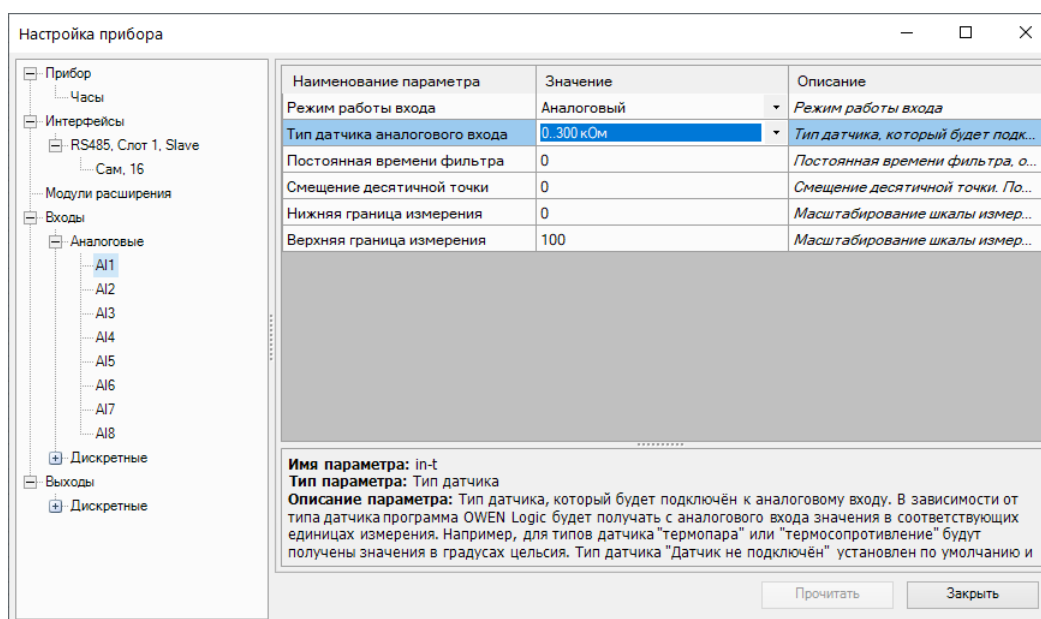 Настройка прибора
Прибор
Часы
Интерфейсы
RS485, Слот 1, Slave
Сам, 16
Модули расширения
Входы
Аналоговые
AI1
AI2
AI3
AI4
AI5
AI6
AI7
AI8
Дискретные
Выходы
Дискретные
Наименование параметра Значение Описание
Режим работы входа Аналоговый Режим работы входа
Тип датчика аналогового входа 0..300 кОм Тип датчика, который будет подк...
Постоянная времени фильтра 0 Постоянная времени фильтра, о...
Смещение десятичной точки 0 Смещение десятичной точки. По...
Нижняя граница измерения 0 Масштабирование шкалы измер...
Верхняя граница измерения 100 Масштабирование шкалы измер...
Имя параметра: in-t
Тип параметра: Тип датчика
Описание параметра: Тип датчика, который будет подключён к аналоговому входу. В зависимости от
типа датчика программа OWEN Logic будет получать с аналогового входа значения в соответствующих
единицах измерения. Например, для типов датчика "термопара" или "термосопротивление" будут
получены значения в градусах цельсия. Тип датчика "Датчик не подключён" установлен по умолчанию и
Прочитать Закрыть